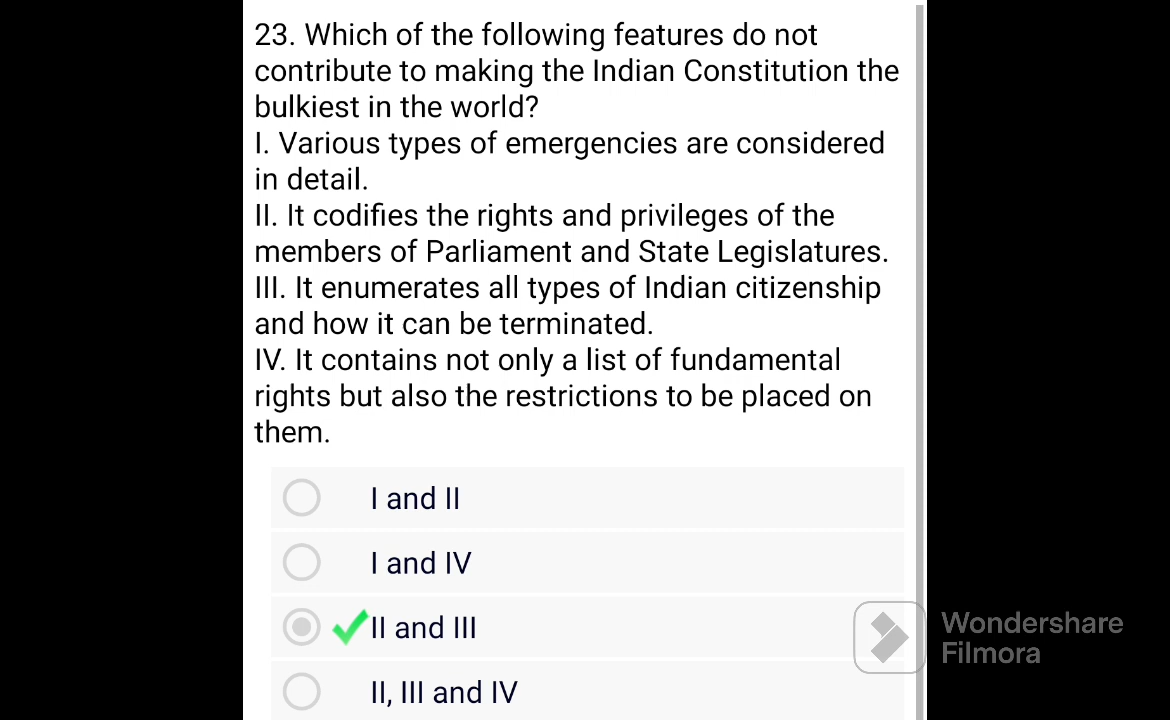 23. Which of the following features do not
contribute to making the Indian Constitution the
bulkiest in the world?
I. Various types of emergencies are considered
in detail.
II. It codifies the rights and privileges of the
members of Parliament and State Legislatures.
III. It enumerates all types of Indian citizenship
and how it can be terminated.
IV. It contains not only a list of fundamental
rights but also the restrictions to be placed on
them.
I and II
I and IV
II and III
II, III and IV
Wondershare
Filmora